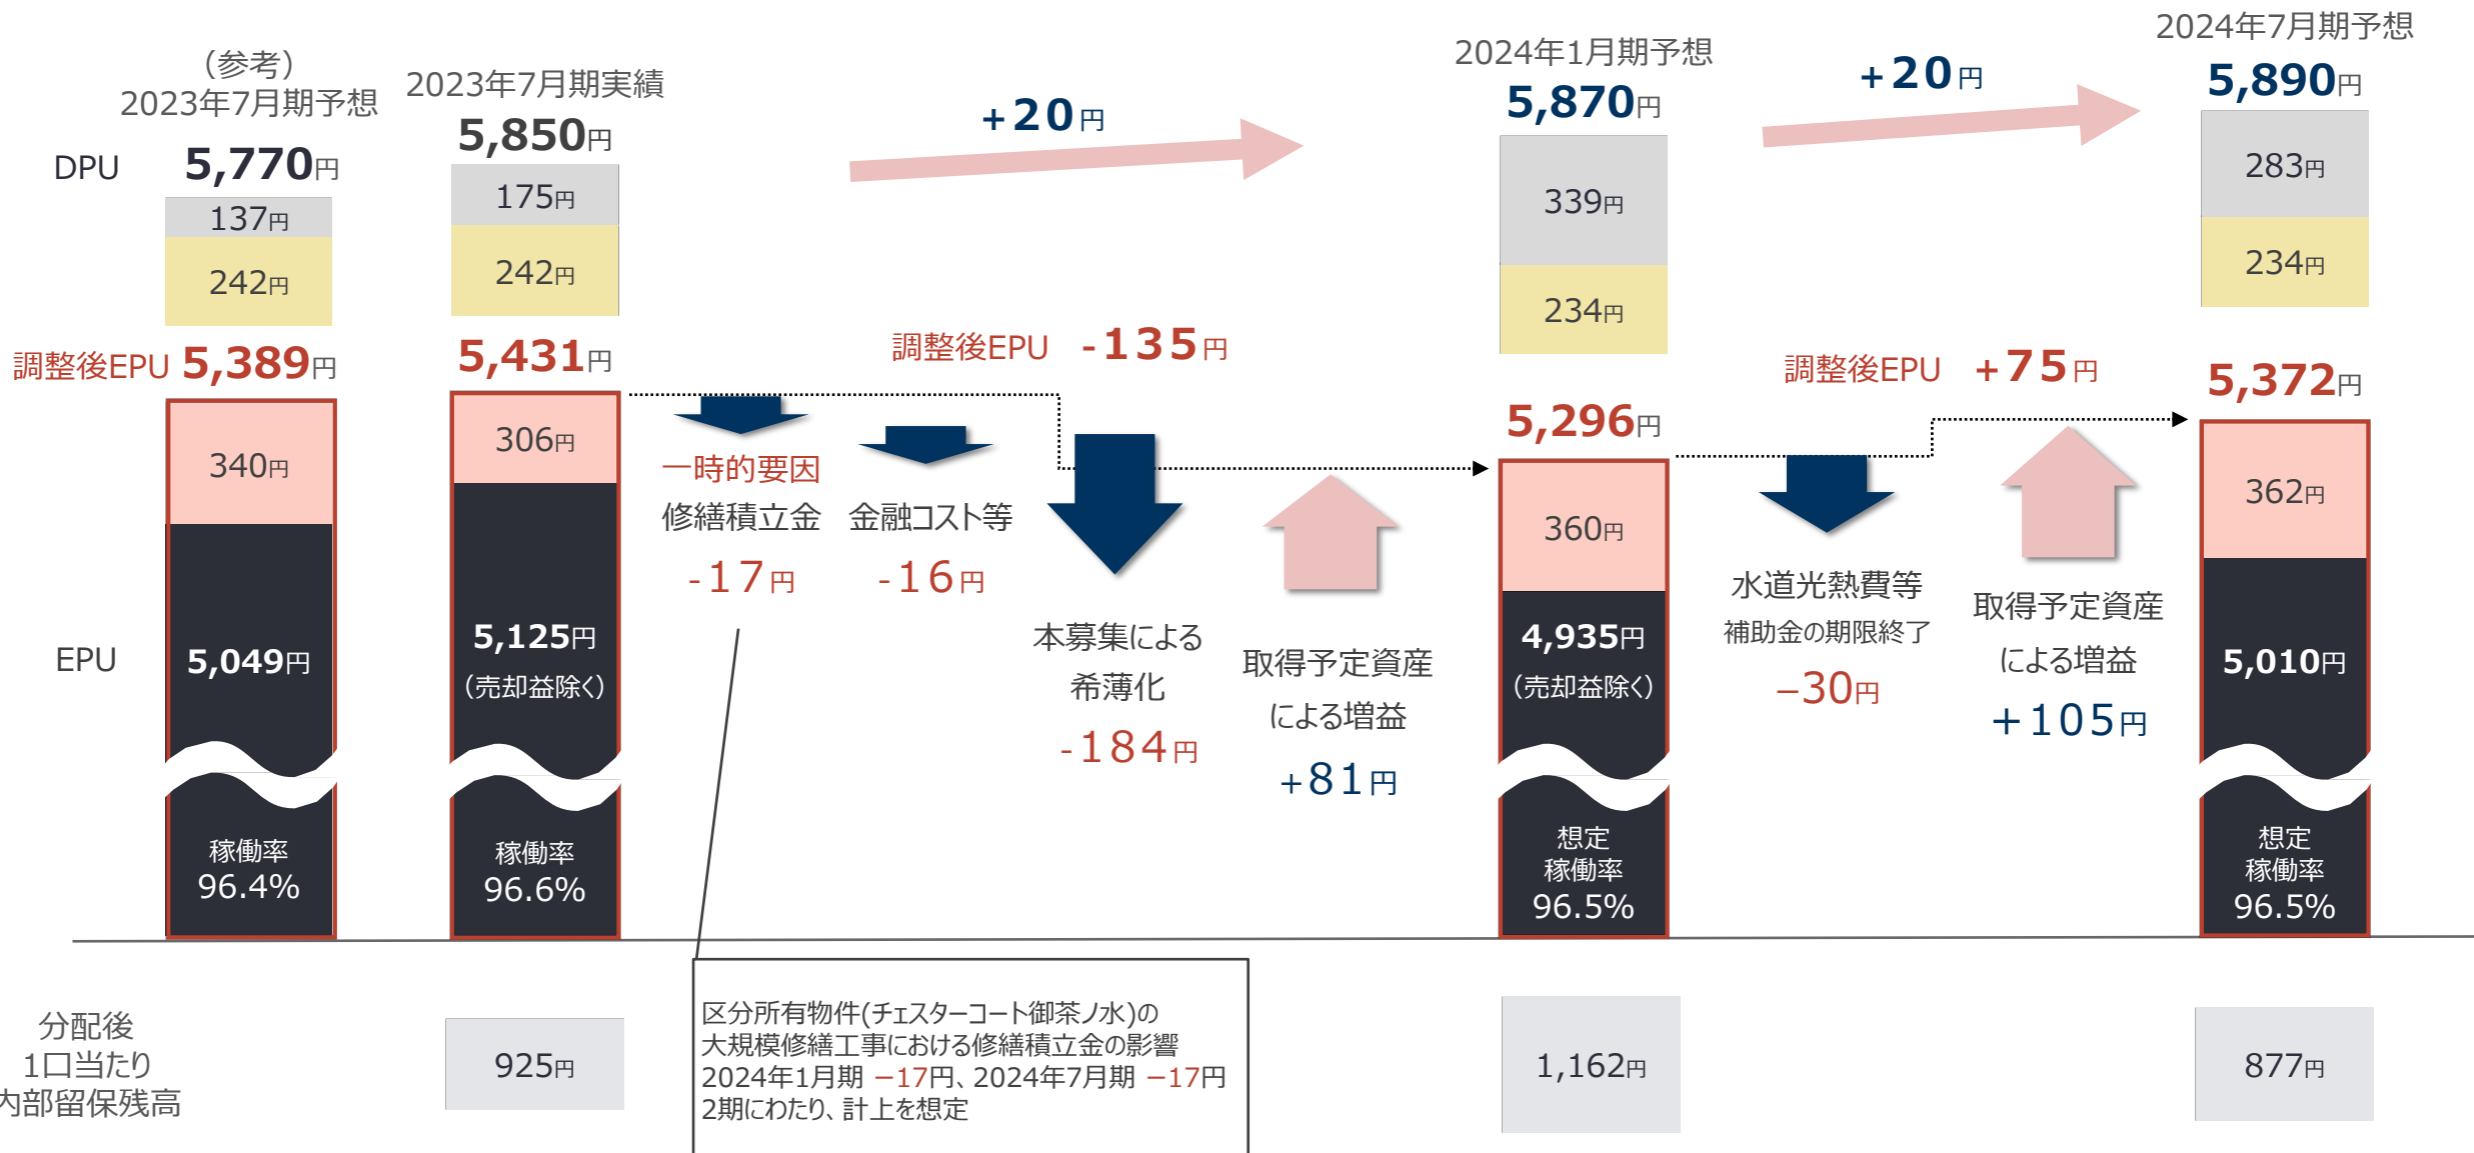 （参考）
2023年7月期予想
DPU
5,770円
137円
242円
調整後EPU 5,389円
340円
EPU
5,049円
稼働率
96.4%
2023年7月期実績
5,850円
175円
242円
5,431円
306円
5,125円
（売却益除く）
稼働率
96.6%
+20円
調整後EPU -135円
一時的要因
修繕積立金
-17円
金融コスト等
-16円
本募集による
希薄化
-184円
取得予定資産
による増益
+81円
2024年1月期予想
5,870円
339円
234円
5,296円
360円
4,935円
（売却益除く）
想定
稼働率
96.5%
+20円
調整後EPU +75円
水道光熱費等
補助金の期限終了
−30円
取得予定資産
による増益
+105円
2024年7月期予想
5,890円
283円
234円
5,372円
362円
5,010円
想定
稼働率
96.5%
分配後
1口当たり
内部留保残高
925円
区分所有物件(チェスターコート御茶ノ水)の
大規模修繕工事における修繕積立金の影響
2024年1月期 −17円、2024年7月期 −17円
2期にわたり、計上を想定
1,162円
877円